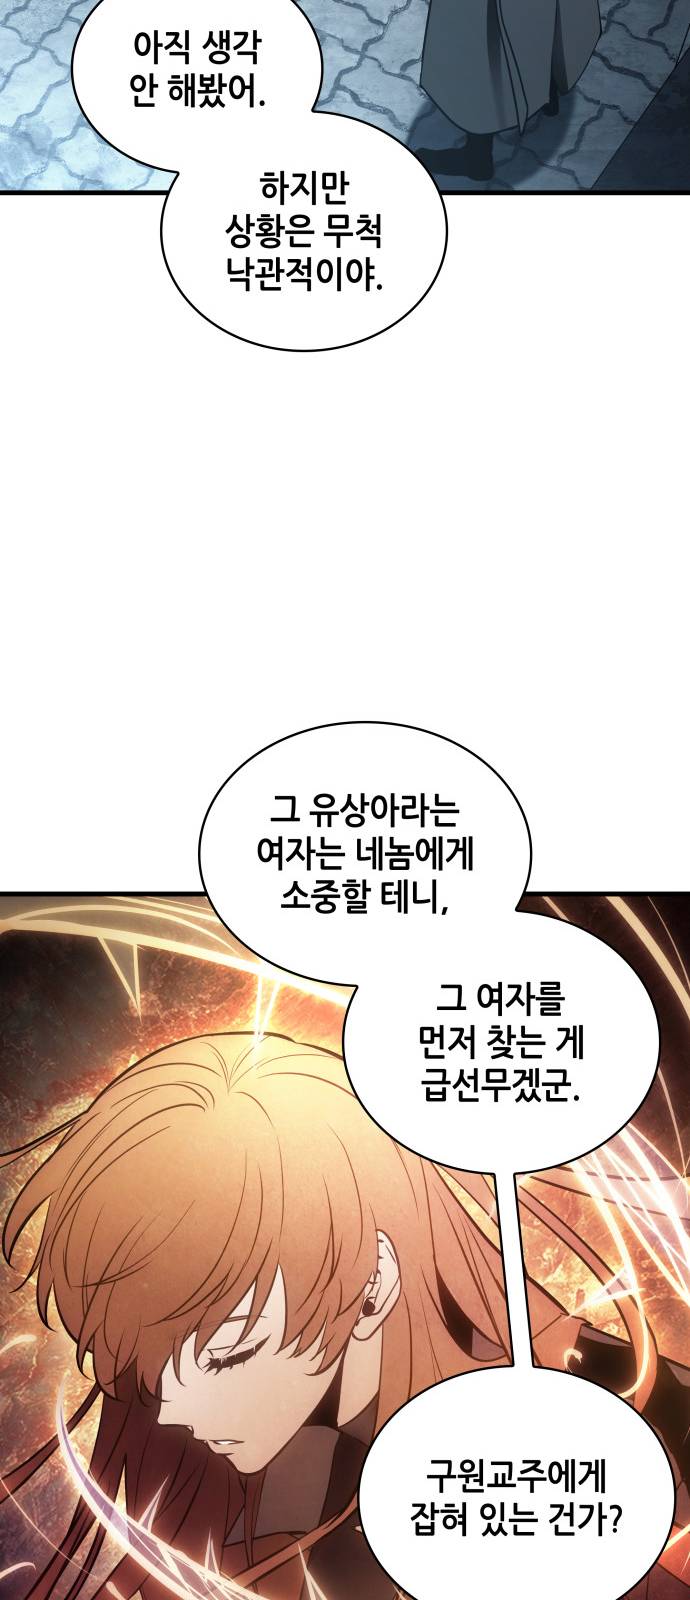 아직 생각
안 해봤어.
하지만
상황은 무척
낙관적이야.
그 유상아라는
여자는 네놈에게
소중할 테니,
그 여자를
먼저 찾는 게
급선무겠군.
구원교주에게
잡혀 있는 건가?